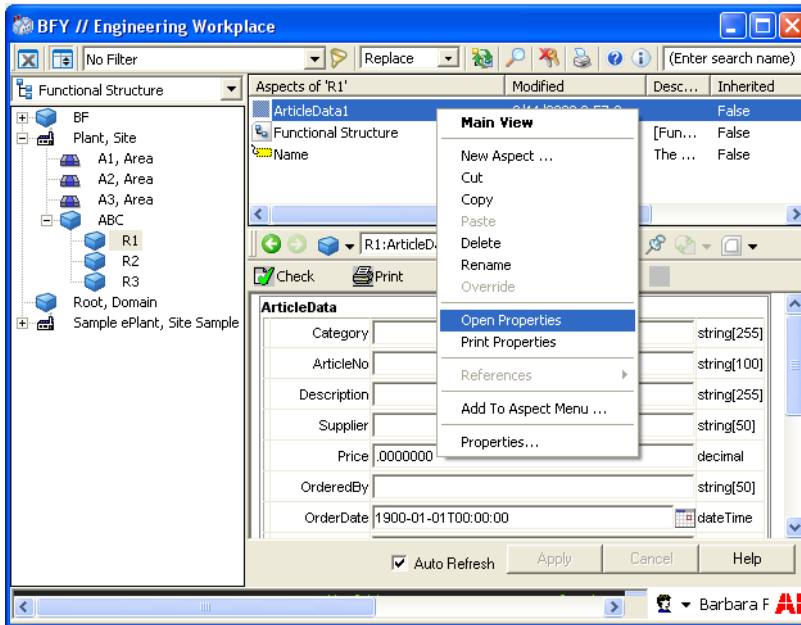 BFY // Engineering Workplace
No Filter Replace (Enter search name)
Functional Structure
BF
Plant, Site
A1, Area
A2, Area
A3, Area
ABC
R1
R2
R3
Root, Domain
Sample ePlant, Site Sample
Aspects of 'R1' Modified Desc... Inherited
ArticleData1 False
Functional Structure [Fun... False
Name The ... False
Main View
New Aspect ...
Cut
Copy
Paste
Delete
Rename
Override
Open Properties
Print Properties
References
Add To Aspect Menu ...
Properties...
Check Print
ArticleData
Category string[255]
ArticleNo string[100]
Description string[255]
Supplier string[50]
Price .0000000 decimal
OrderedBy string[50]
OrderDate 1900-01-01T00:00:00 dateTime
Auto Refresh Apply Cancel Help
Barbara F